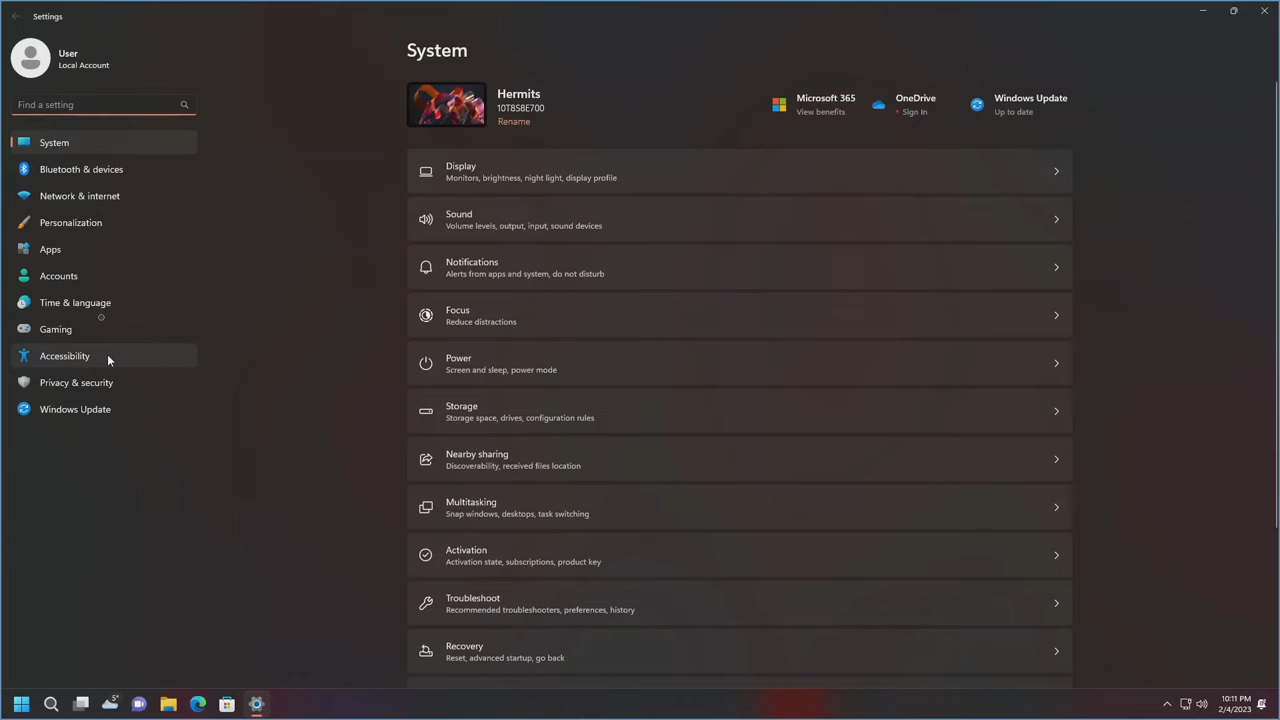 Settings
User
Local Account
Find a setting
System
Bluetooth & devices
Network & internet
Personalization
Apps
Accounts
Time & language
Gaming
Accessibility
Privacy & security
Windows Update
System
Hermits
10T8S8E700
Rename
Microsoft 365
View benefits
OneDrive
• Sign In
Windows Update
Up to date
Display
Monitors, brightness, night light, display profile
Sound
Volume levels, output, input, sound devices
Notifications
Alerts from apps and system, do not disturb
Focus
Reduce distractions
Power
Screen and sleep, power mode
Storage
Storage space, drives, configuration rules
Nearby sharing
Discoverability, received files location
Multitasking
Snap windows, desktops, task switching
Activation
Activation state, subscriptions, product key
Troubleshoot
Recommended troubleshooters, preferences, history
Recovery
Reset, advanced startup, go back
5°
10:11 PM
2/4/2023